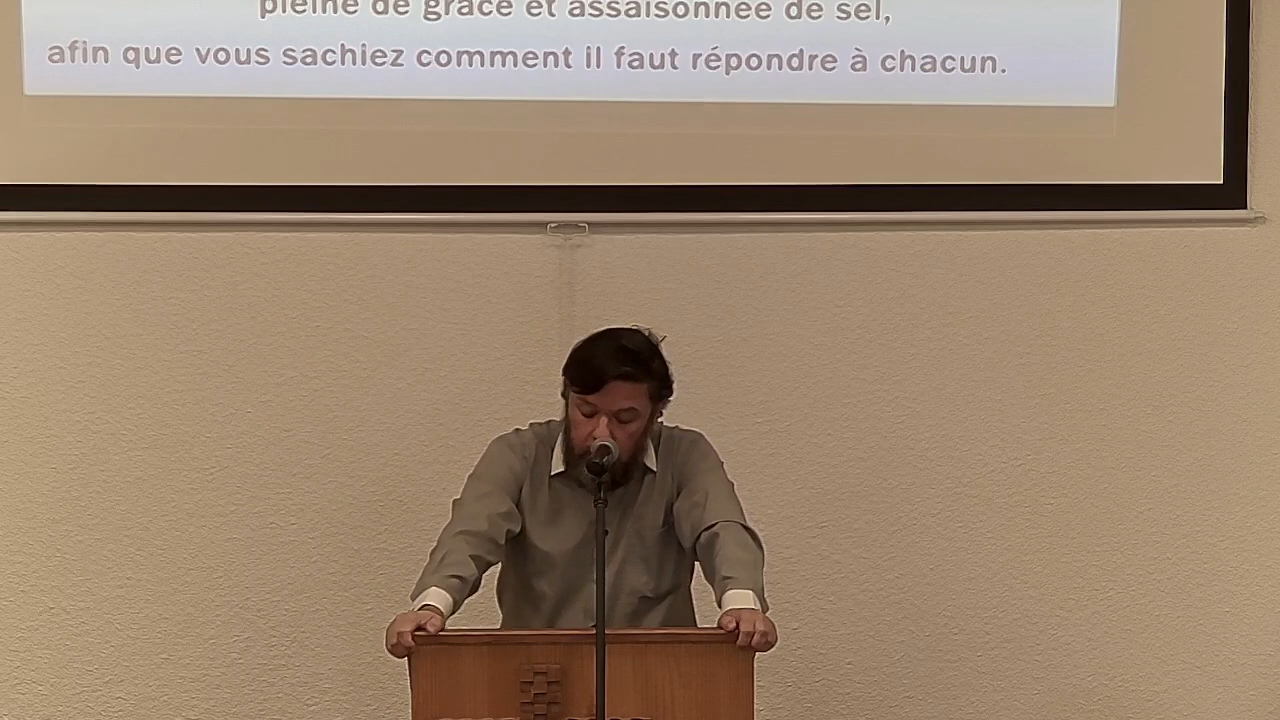 pleine de grâce et assaisonnée de sel,
afin que vous sachiez comment il faut répondre à chacun.